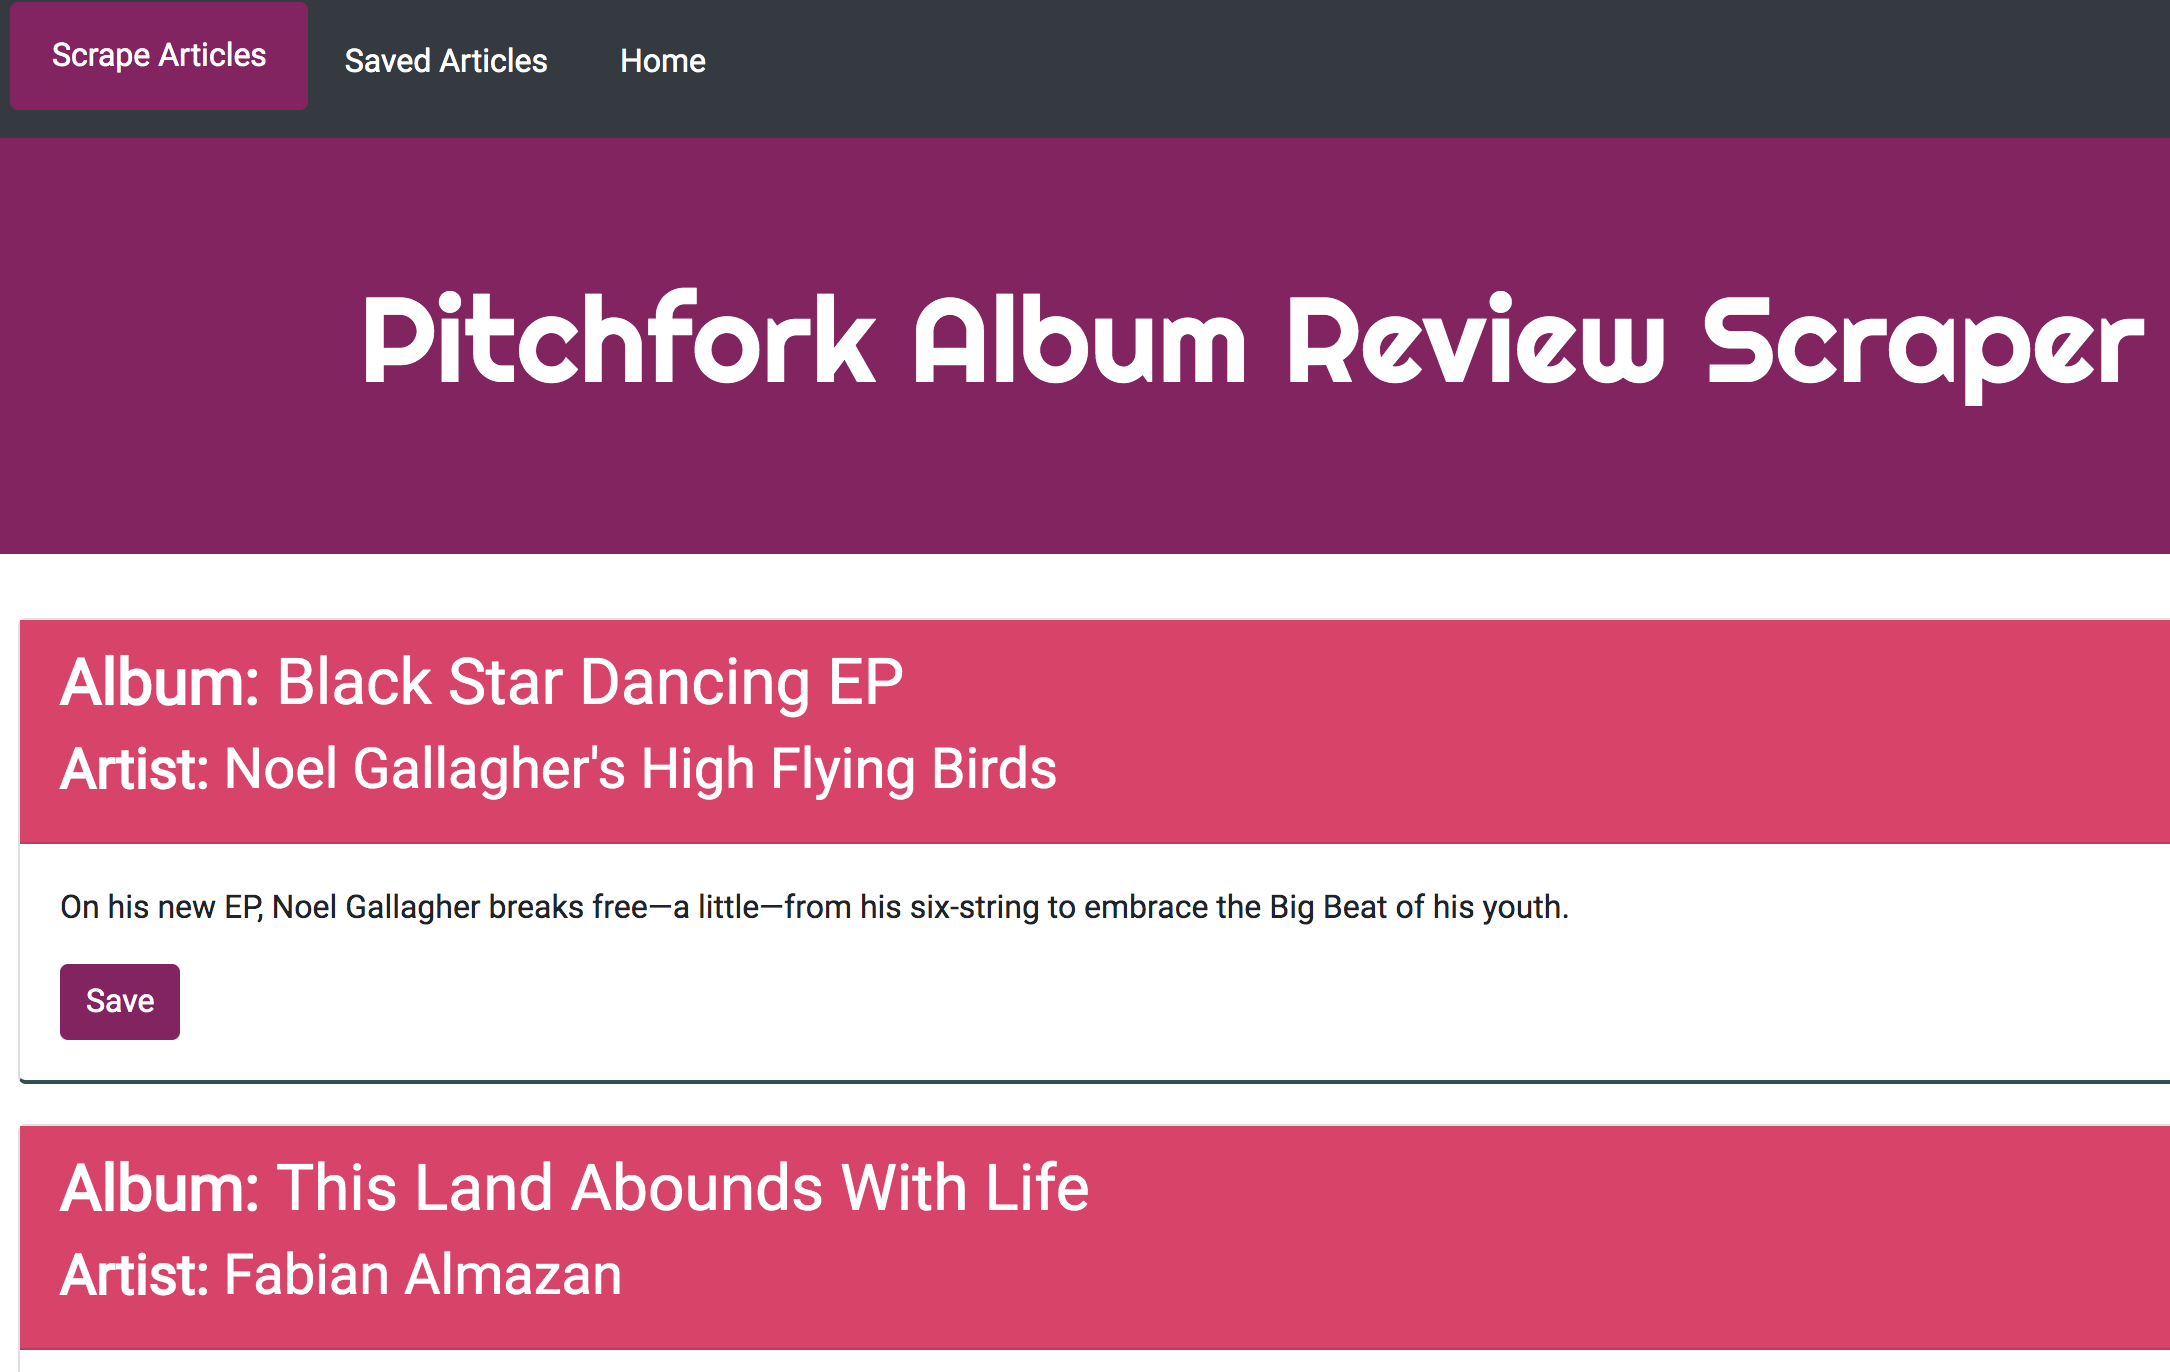 Scrape Articles Saved Articles Home
Pitchfork Album Review Scraper
Album: Black Star Dancing EP
Artist: Noel Gallagher's High Flying Birds
On his new EP, Noel Gallagher breaks free—a little—from his six-string to embrace the Big Beat of his youth.
Save
Album: This Land Abounds With Life
Artist: Fabian Almazan